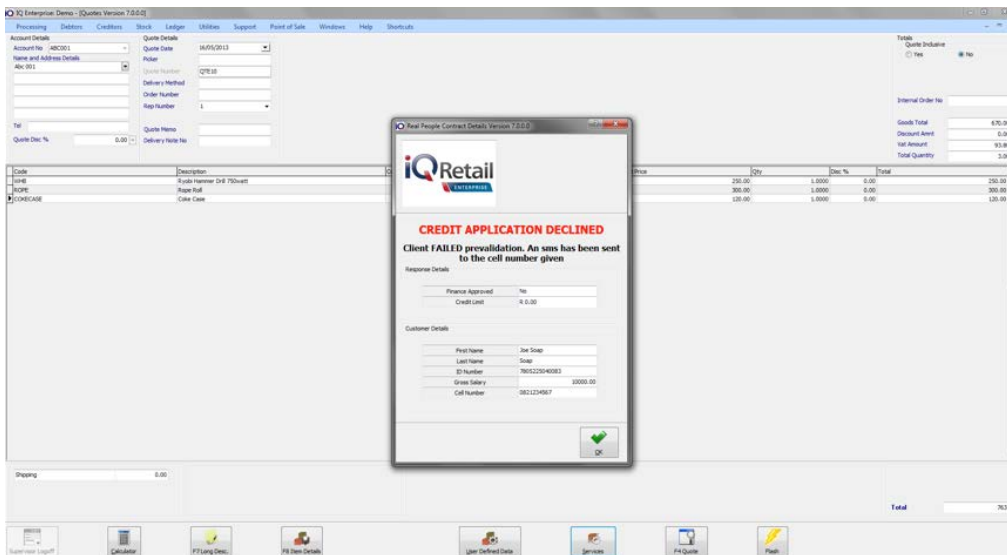 IQ Enterprise: Demo - [Quotes Version 7.0.0.0]
Processing Debtors Creditors Stock Ledger Utilities Support Point of Sale Windows Help Shortcuts
Account Details
Account No ABC001
Name and Address Details
Abc 001
Tel
Quote Disc % 0.00
Quote Details
Quote Date 16/05/2013
Picker
Quote Number QTE10
Delivery Method
Order Number
Rep Number 1
Quote Memo
Delivery Note No
Totals
Quote Inclusive
Yes No
Internal Order No
Goods Total 670.00
Discount Amnt 0.0
Vat Amount 93.8
Total Quantity 3.0
Code Description Price Qty Disc % Total
WHB Ryobi Hammer Drill 750watt 250.00 1.0000 0.00 250.00
ROPE Rope Roll 300.00 1.0000 0.00 300.00
COKECASE Coke Case 120.00 1.0000 0.00 120.00
Real People Contract Details Version 7.0.0.0
iQRetail
ENTERPRISE
CREDIT APPLICATION DECLINED
Client FAILED prevalidation. An sms has been sent
to the cell number given
Response Details
Finance Approved No
Credit Limit R 0.00
Customer Details
First Name Joe Soap
Last Name Soap
ID Number 7805225040083
Gross Salary 10000.00
Cell Number 0821234567
OK
Shipping 0.00
Total 763
Supervisor Logoff Calculator F7 Long Desc. F8 Item Details User Defined Data Services F4 Quote Flash